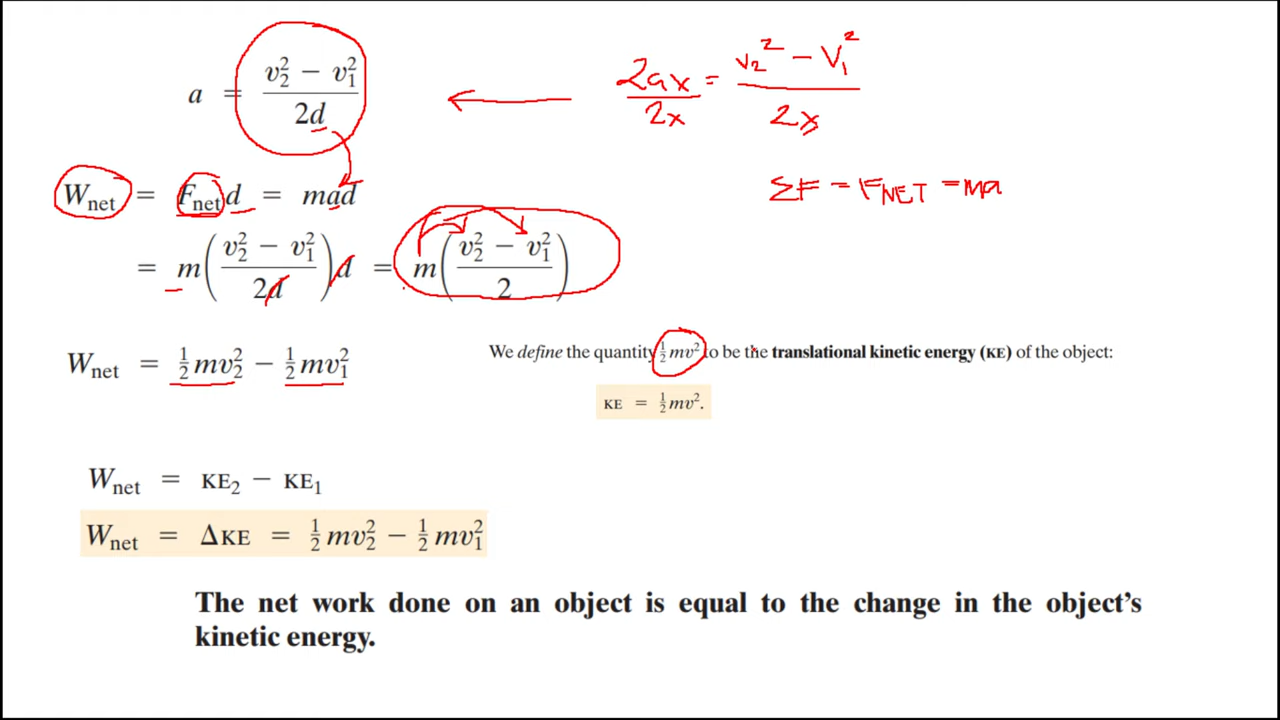 a = (v₂² − v₁²)/2d
2ax/2x = (v₂² − v₁²)/2x
W_net = F_net d = mad
ΣF = F_NET = ma
= m((v₂² − v₁²)/2d)d = m((v₂² − v₁²)/2)
W_net = ½mv₂² − ½mv₁²
We define the quantity ½mv² to be the translational kinetic energy (KE) of the object:
KE = ½mv².
W_net = KE₂ − KE₁
W_net = ΔKE = ½mv₂² − ½mv₁²
The net work done on an object is equal to the change in the object's
kinetic energy.